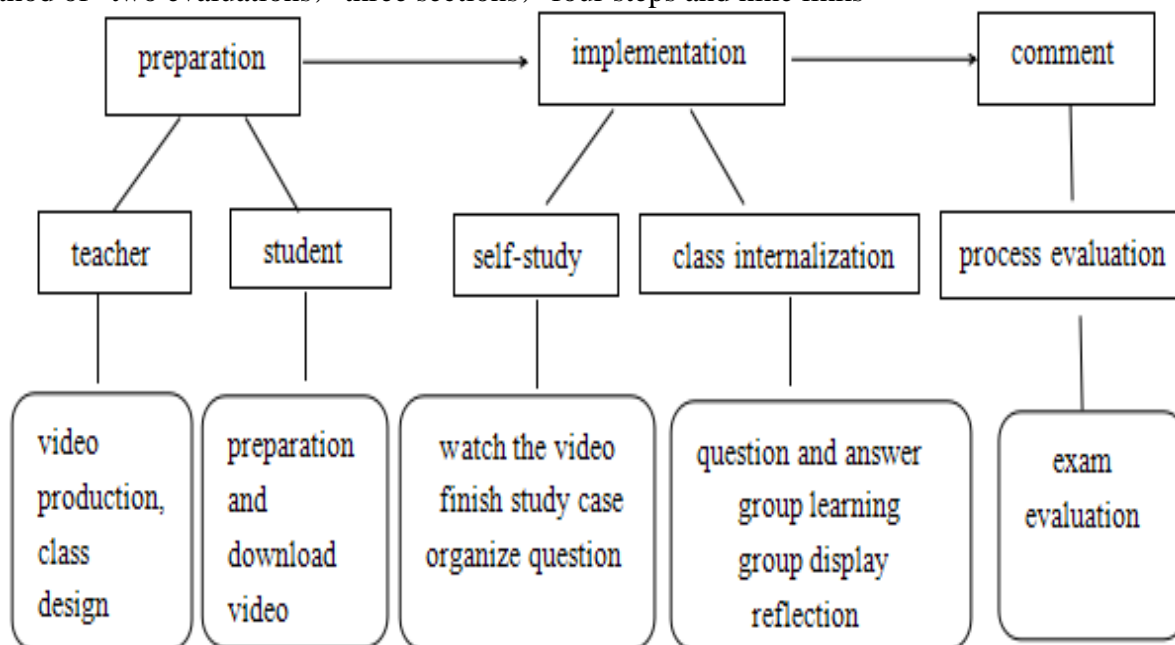 preparation
implementation
comment
teacher
student
self-study
class internalization
process evaluation
video
production,
class
design
preparation
and
download
video
watch the video
finish study case
organize question
question and answer
group learning
group display
reflection
exam
evaluation